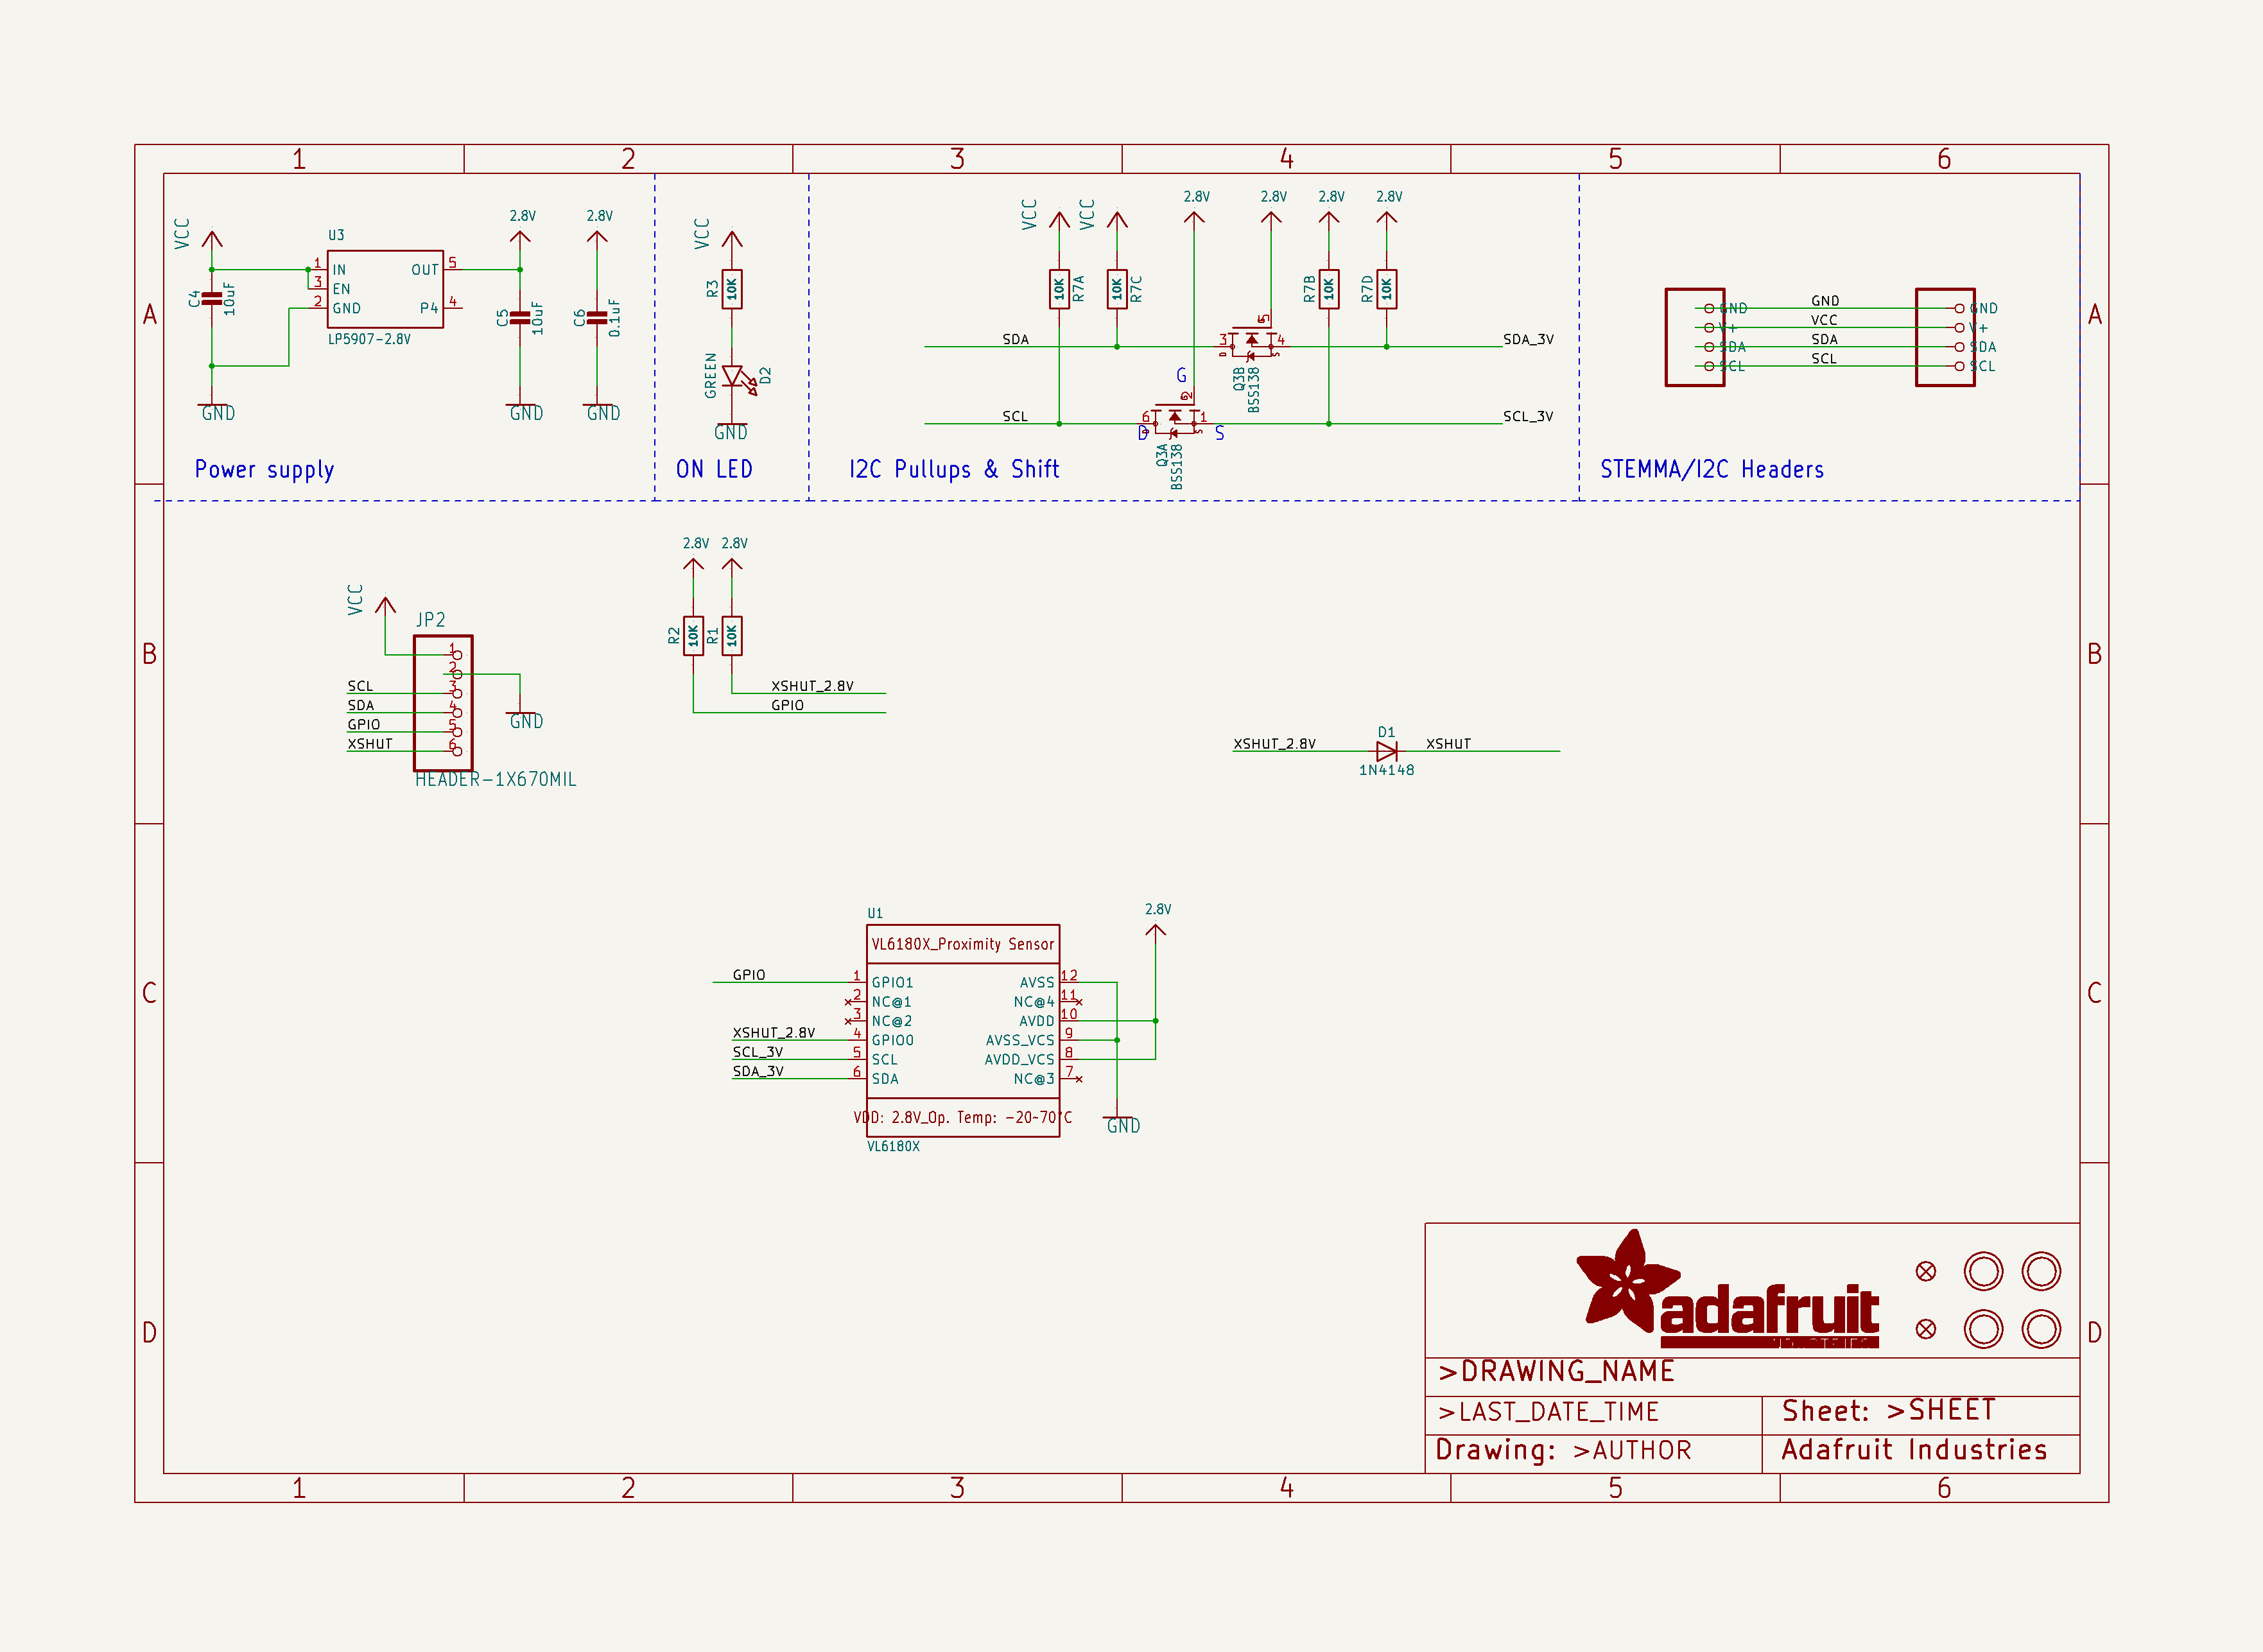 1 2 3 4 5 6
A A
VCC
U3
1 IN
3 EN
2 GND
OUT 5
P4 4
LP5907-2.8V
C4
10uF
GND
2.8V
C5
10uF
GND
2.8V
C6
0.1uF
GND
Power supply
VCC
R3
10K
GREEN
D2
GND
ON LED
VCC VCC 2.8V 2.8V 2.8V 2.8V
10K R7A
10K R7C
R7B 10K
R7D 10K
SDA
3 D 5 4 S
SDA_3V
Q3B
BSS138
G
SCL
6 D 2 1 S
D S
SCL_3V
Q3A
BSS138
I2C Pullups & Shift
GND GND GND
V+ VCC V+
SDA SDA SDA
SCL SCL SCL
STEMMA/I2C Headers
B B
VCC
JP2
1
2
SCL 3
SDA 4
GPIO 5
XSHUT 6
GND
HEADER-1X670MIL
2.8V 2.8V
R2 10K R1 10K
XSHUT_2.8V
GPIO
D1
XSHUT_2.8V XSHUT
1N4148
C C
U1
2.8V
VL6180X_Proximity Sensor
GPIO 1 GPIO1 AVSS 12
2 NC@1 NC@4 11
3 NC@2 AVDD 10
XSHUT_2.8V 4 GPIO0 AVSS_VCS 9
SCL_3V 5 SCL AVDD_VCS 8
SDA_3V 6 SDA NC@3 7
VDD: 2.8V_Op. Temp: -20~70°C
GND
VL6180X
D D
adafruit
>DRAWING_NAME
>LAST_DATE_TIME Sheet: >SHEET
Drawing: >AUTHOR Adafruit Industries
1 2 3 4 5 6